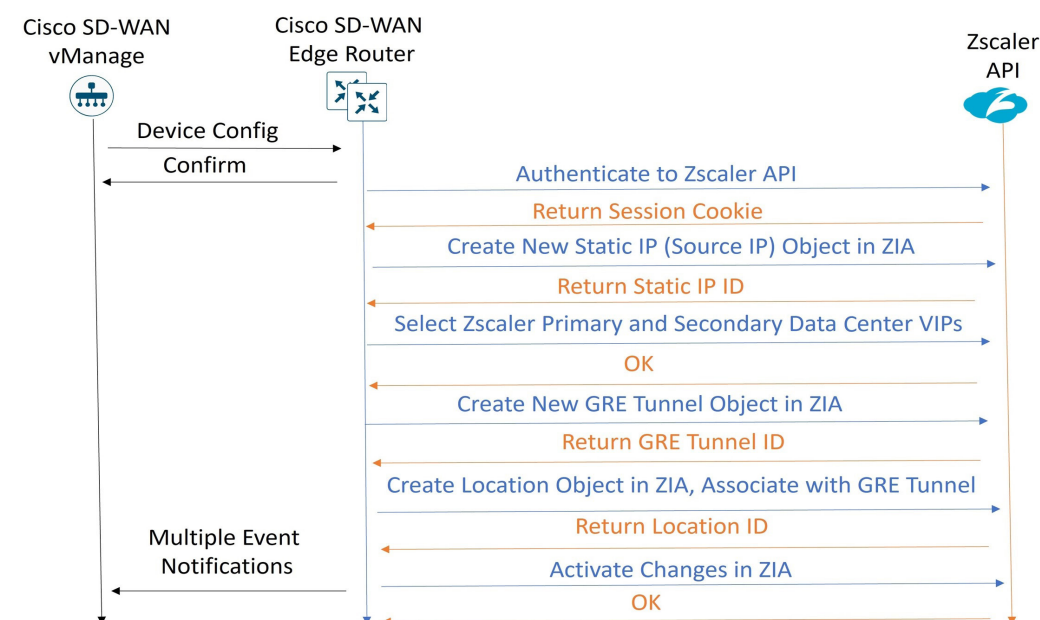 Cisco SD-WAN
vManage
Cisco SD-WAN
Edge Router
Zscaler
API
Device Config
Confirm
Authenticate to Zscaler API
Return Session Cookie
Create New Static IP (Source IP) Object in ZIA
Return Static IP ID
Select Zscaler Primary and Secondary Data Center VIPs
OK
Create New GRE Tunnel Object in ZIA
Return GRE Tunnel ID
Create Location Object in ZIA, Associate with GRE Tunnel
Return Location ID
Multiple Event
Notifications
Activate Changes in ZIA
OK